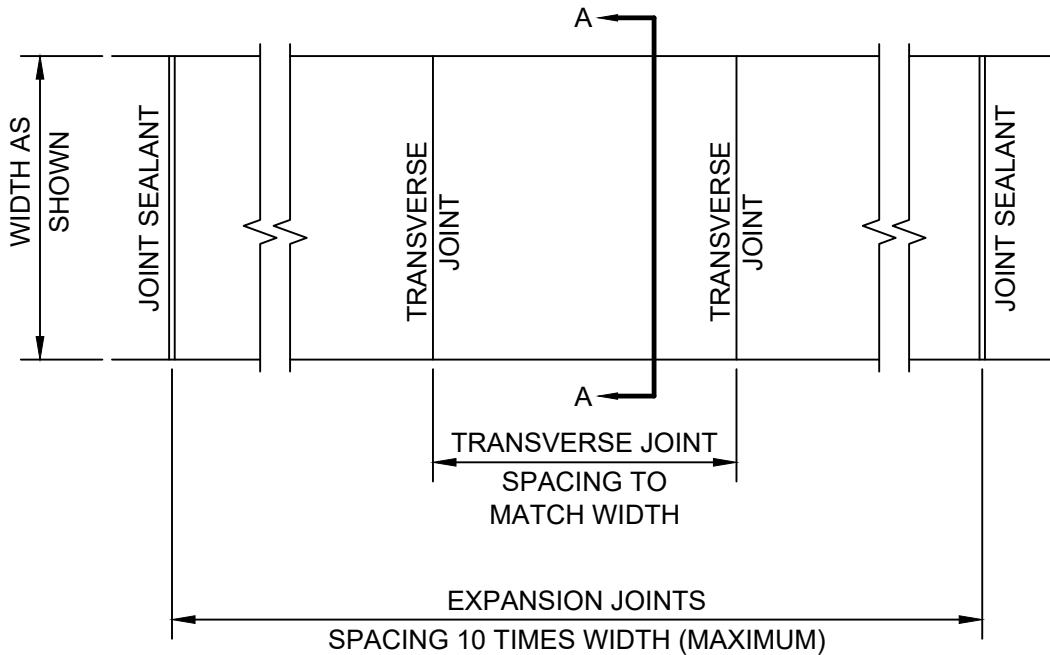 A
WIDTH AS
SHOWN
JOINT SEALANT
TRANSVERSE
JOINT
TRANSVERSE
JOINT
JOINT SEALANT
A
TRANSVERSE JOINT
SPACING TO
MATCH WIDTH
EXPANSION JOINTS
SPACING 10 TIMES WIDTH (MAXIMUM)